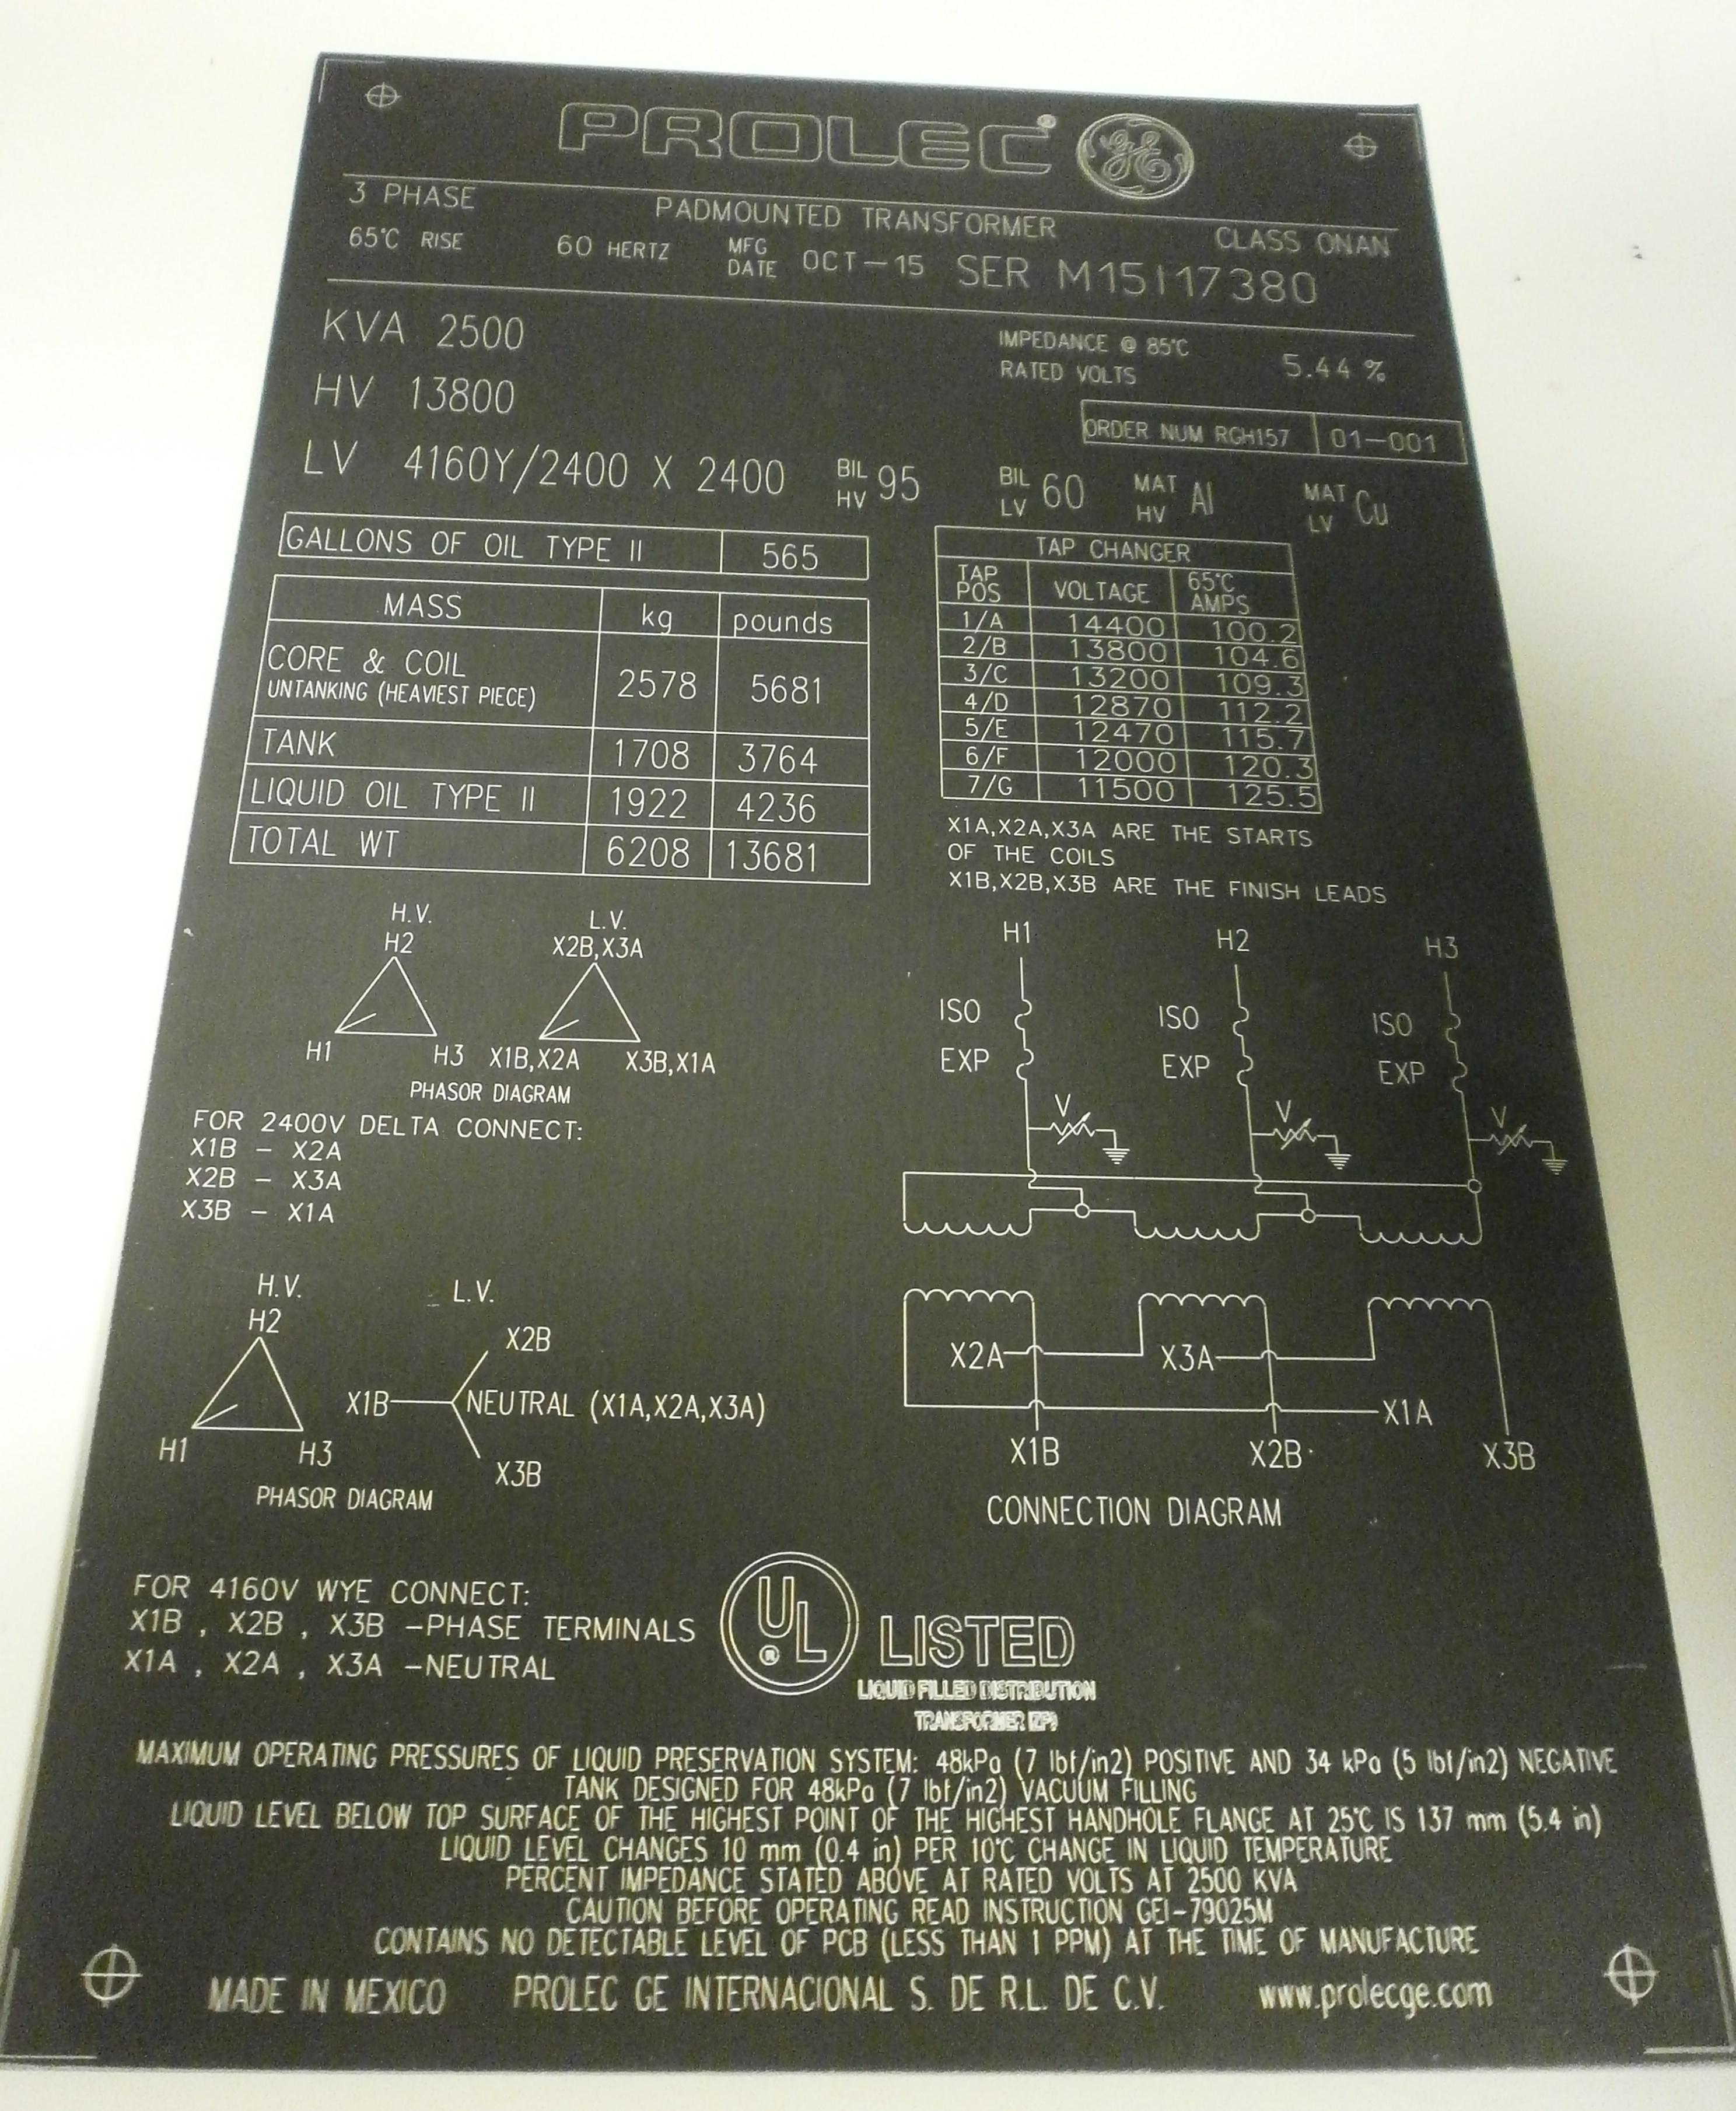 PROLEC® GE
3 PHASE PADMOUNTED TRANSFORMER CLASS ONAN
65°C RISE 60 HERTZ MFG DATE OCT-15 SER M15I17380
KVA 2500 IMPEDANCE @ 85°C
RATED VOLTS 5.44 %
HV 13800
ORDER NUM RGH157 01-001
LV 4160Y/2400 X 2400 BIL HV 95 BIL LV 60 MAT HV Al MAT LV Cu
GALLONS OF OIL TYPE II 565
MASS kg pounds
CORE & COIL
UNTANKING (HEAVIEST PIECE) 2578 5681
TANK 1708 3764
LIQUID OIL TYPE II 1922 4236
TOTAL WT 6208 13681
TAP CHANGER
TAP POS VOLTAGE 65°C AMPS
1/A 14400 100.2
2/B 13800 104.6
3/C 13200 109.3
4/D 12870 112.2
5/E 12470 115.7
6/F 12000 120.3
7/G 11500 125.5
X1A,X2A,X3A ARE THE STARTS
OF THE COILS
X1B,X2B,X3B ARE THE FINISH LEADS
H.V. L.V.
H2 X2B,X3A
H1 H3 X1B,X2A X3B,X1A
PHASOR DIAGRAM
FOR 2400V DELTA CONNECT:
X1B - X2A
X2B - X3A
X3B - X1A
H1 H2 H3
ISO ISO ISO
EXP EXP EXP
V V V
H.V. L.V.
H2 X2B
X1B NEUTRAL (X1A,X2A,X3A)
H1 H3 X3B
PHASOR DIAGRAM
X2A X3A
X1A
X1B X2B X3B
CONNECTION DIAGRAM
FOR 4160V WYE CONNECT:
X1B , X2B , X3B -PHASE TERMINALS
X1A , X2A , X3A -NEUTRAL
UL® LISTED
LIQUID FILLED DISTRIBUTION
TRANSFORMER
MAXIMUM OPERATING PRESSURES OF LIQUID PRESERVATION SYSTEM: 48kPa (7 lbf/in2) POSITIVE AND 34 kPa (5 lbf/in2) NEGATIVE
TANK DESIGNED FOR 48kPa (7 lbf/in2) VACUUM FILLING
LIQUID LEVEL BELOW TOP SURFACE OF THE HIGHEST POINT OF THE HIGHEST HANDHOLE FLANGE AT 25°C IS 137 mm (5.4 in)
LIQUID LEVEL CHANGES 10 mm (0.4 in) PER 10°C CHANGE IN LIQUID TEMPERATURE
PERCENT IMPEDANCE STATED ABOVE AT RATED VOLTS AT 2500 KVA
CAUTION BEFORE OPERATING READ INSTRUCTION GEI-79025M
CONTAINS NO DETECTABLE LEVEL OF PCB (LESS THAN 1 PPM) AT THE TIME OF MANUFACTURE
MADE IN MEXICO PROLEC GE INTERNACIONAL S. DE R.L. DE C.V. www.prolecge.com